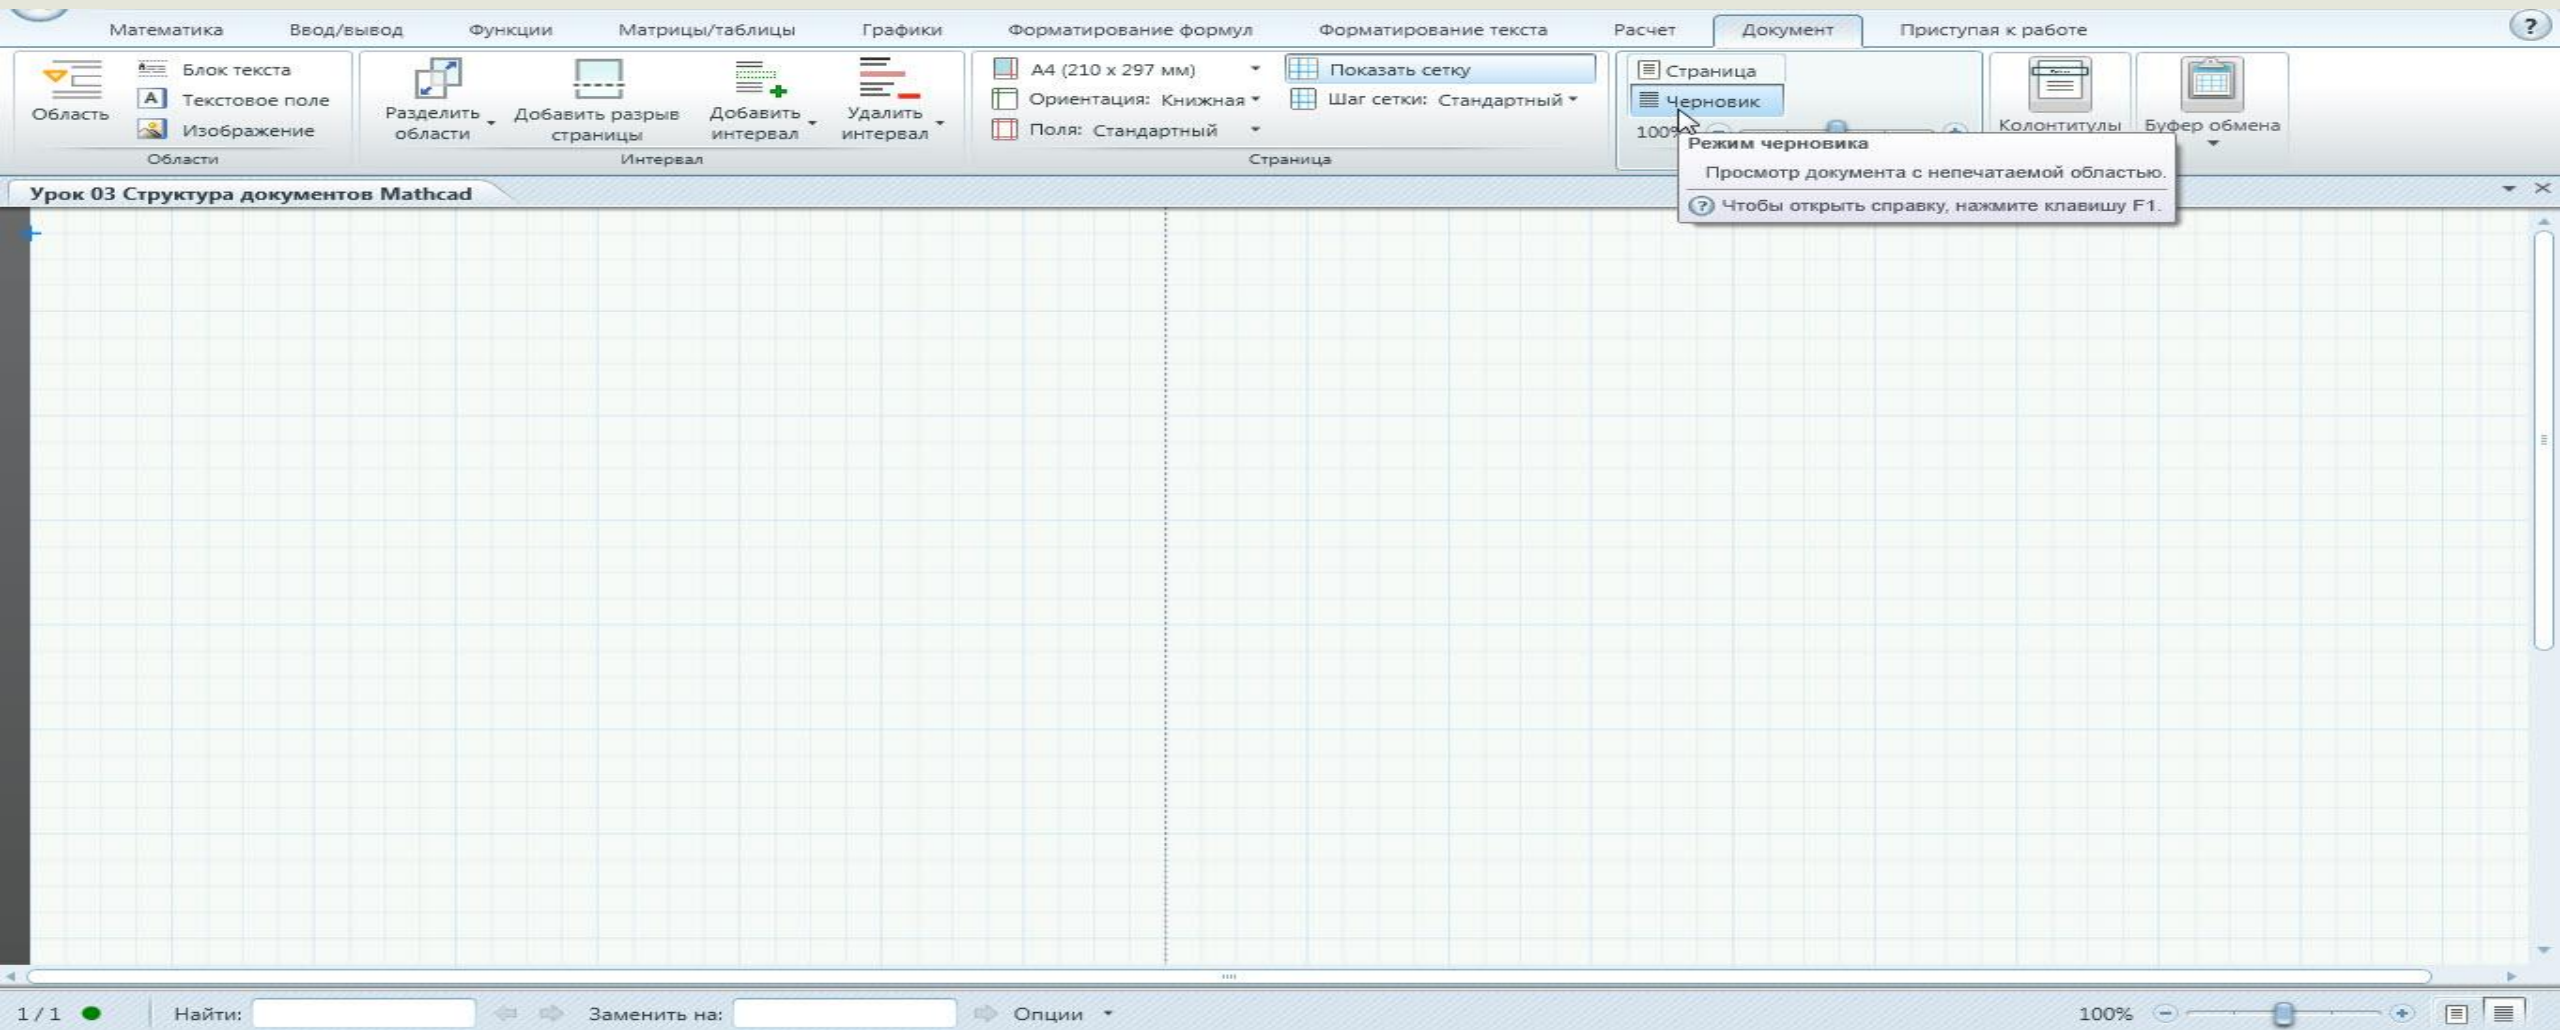 Математика Ввод/вывод Функции Матрицы/таблицы Графики Форматирование формул Форматирование текста Расчет Документ Приступая к работе ?
Область
Блок текста
Текстовое поле
Изображение
Области
Разделить области
Добавить разрыв страницы
Добавить интервал
Удалить интервал
Интервал
A4 (210 x 297 мм)
Ориентация: Книжная
Поля: Стандартный
Показать сетку
Шаг сетки: Стандартный
Страница
Страница
Черновик
100%
Колонтитулы
Буфер обмена
Режим черновика
Просмотр документа с непечатаемой областью.
? Чтобы открыть справку, нажмите клавишу F1.
Урок 03 Структура документов Mathcad
1 / 1 Найти: Заменить на: Опции 100%